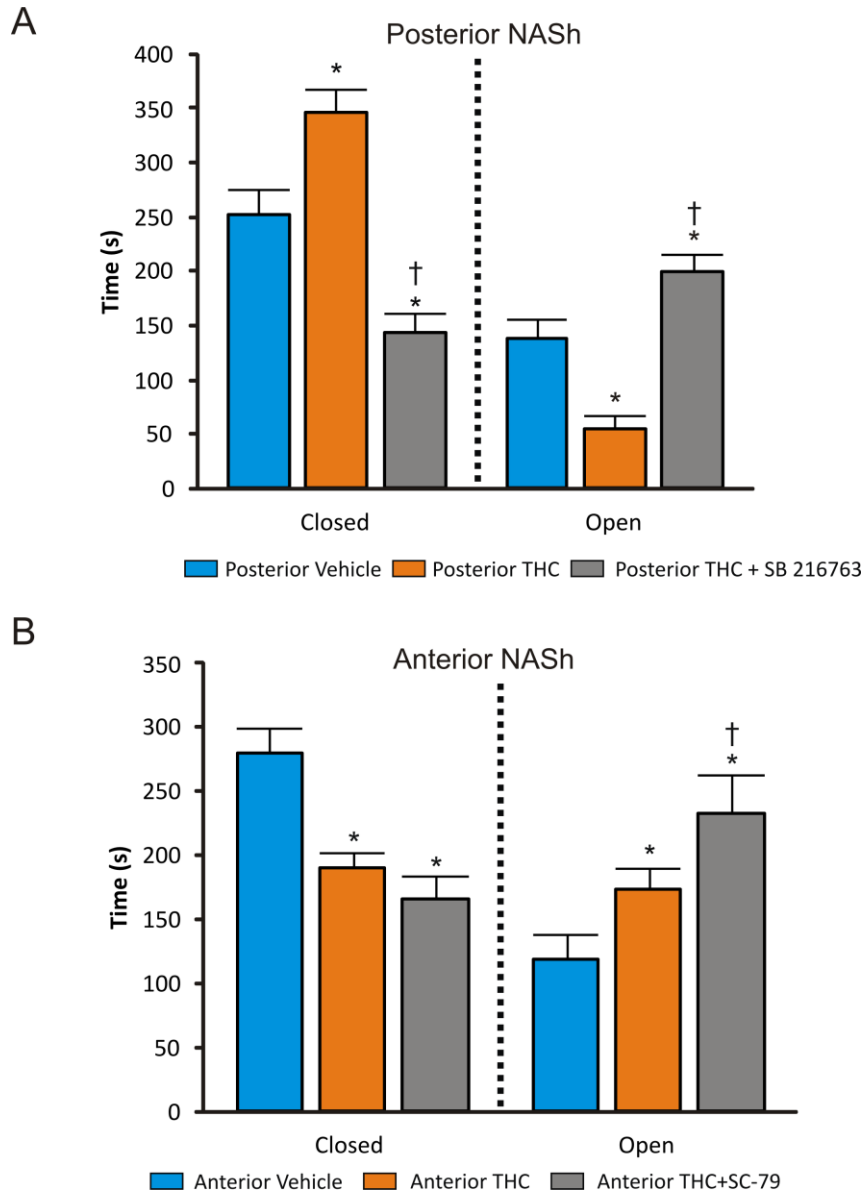 A
Posterior NASh
400
350
300
250
200
150
100
50
0
Time (s)
*
†
*
*
†
*
Closed Open
Posterior Vehicle Posterior THC Posterior THC + SB 216763
B
Anterior NASh
350
300
250
200
150
100
50
0
Time (s)
*
*
*
†
*
Closed Open
Anterior Vehicle Anterior THC Anterior THC+SC-79